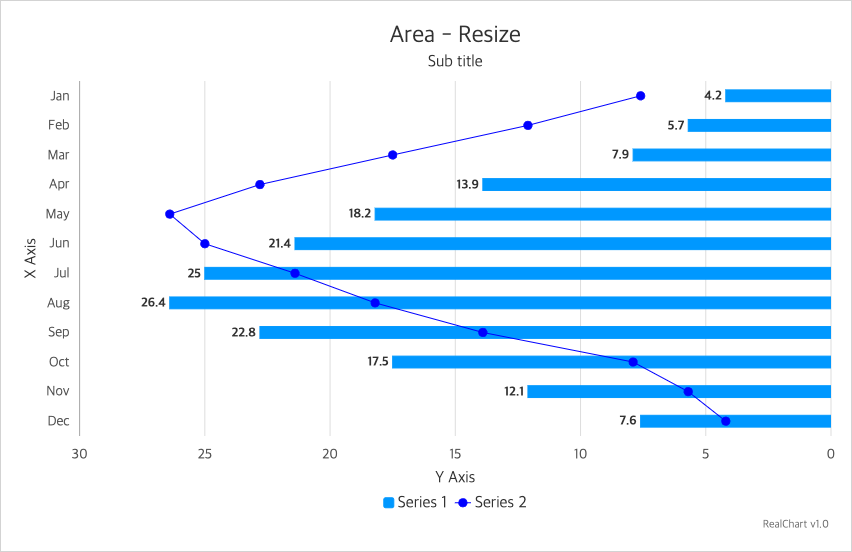 Area - Resize
Sub title
Jan 4.2
Feb 5.7
Mar 7.9
Apr 13.9
May 18.2
Jun 21.4
Jul 25
Aug 26.4
Sep 22.8
Oct 17.5
Nov 12.1
Dec 7.6
X Axis
30 25 20 15 10 5 0
Y Axis
Series 1 Series 2
RealChart v1.0